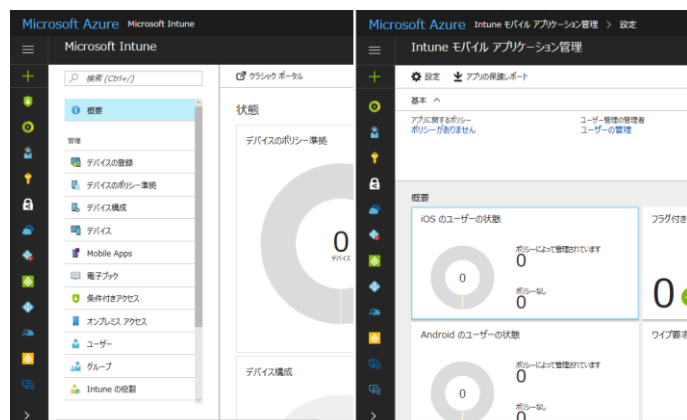 Microsoft Azure Microsoft Intune
Microsoft Intune
検索 (Ctrl+/)
概要
管理
デバイスの登録
デバイスのポリシー準拠
デバイス構成
デバイス
Mobile Apps
電子ブック
条件付きアクセス
オンプレミス アクセス
ユーザー
グループ
Intune の役割
クラシック ポータル
状態
デバイスのポリシー準拠
0
デバイス
デバイス構成
Microsoft Azure Intune モバイル アプリケーション管理 > 設定
Intune モバイル アプリケーション管理
設定 アプリの保護レポート
基本
アプリに関するポリシー ユーザー管理の管理者
ポリシーがありません ユーザーの管理
概要
iOS のユーザーの状態
0
ポリシーによって管理されています
0
ポリシーなし
0
フラグ付き
0
Android のユーザーの状態
0
ポリシーによって管理されています
0
ポリシーなし
0
ワイプ要求